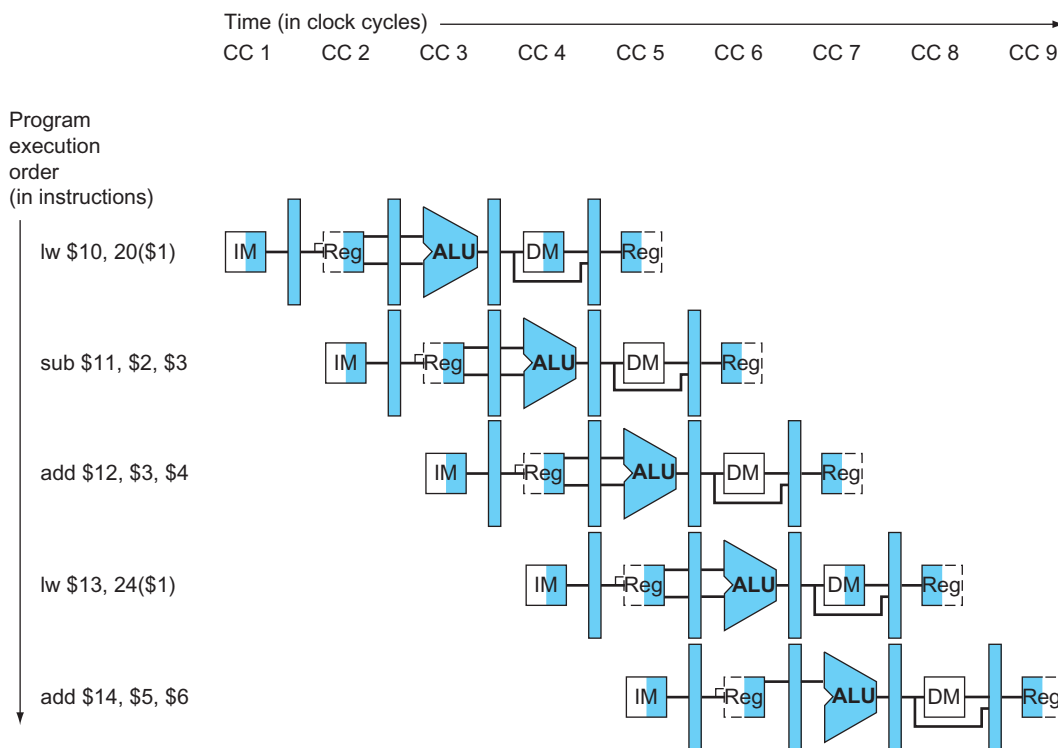 Time (in clock cycles)
CC 1 CC 2 CC 3 CC 4 CC 5 CC 6 CC 7 CC 8 CC 9
Program
execution
order
(in instructions)
lw $10, 20($1) IM Reg ALU DM Reg
sub $11, $2, $3 IM Reg ALU DM Reg
add $12, $3, $4 IM Reg ALU DM Reg
lw $13, 24($1) IM Reg ALU DM Reg
add $14, $5, $6 IM Reg ALU DM Reg